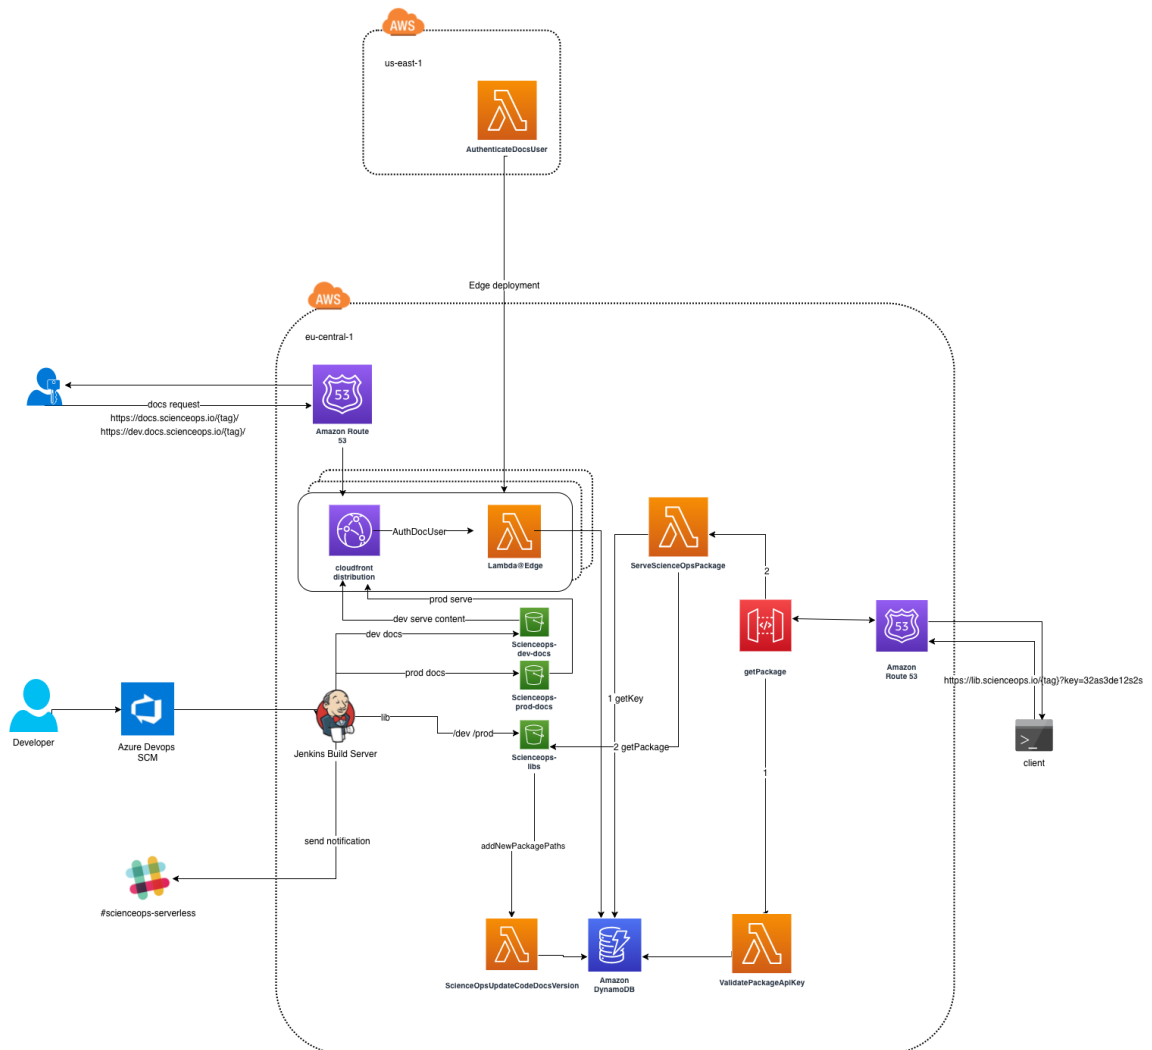 AWS
us-east-1
AuthenticateDocsUser
Edge deployment
AWS
eu-central-1
docs request
https://docs.scienceops.io/{tag}/
https://dev.docs.scienceops.io/{tag}/
53
Amazon Route
53
AuthDocUser
cloudfront
distribution
Lambda@Edge
ServeScienceOpsPackage
2
prod serve
dev serve content
dev docs
Scienceops-
dev-docs
prod docs
Scienceops-
prod-docs
getPackage
53
Amazon
Route 53
https://lib.scienceops.io/{tag}?key=32as3de12s2s
1 getKey
Developer
Azure Devops
SCM
Jenkins Build Server
lib
/dev /prod
Scienceops-
libs
2 getPackage
>_
client
1
send notification
addNewPackagePaths
#scienceops-serverless
ScienceOpsUpdateCodeDocsVersion
Amazon
DynamoDB
ValidatePackageApiKey